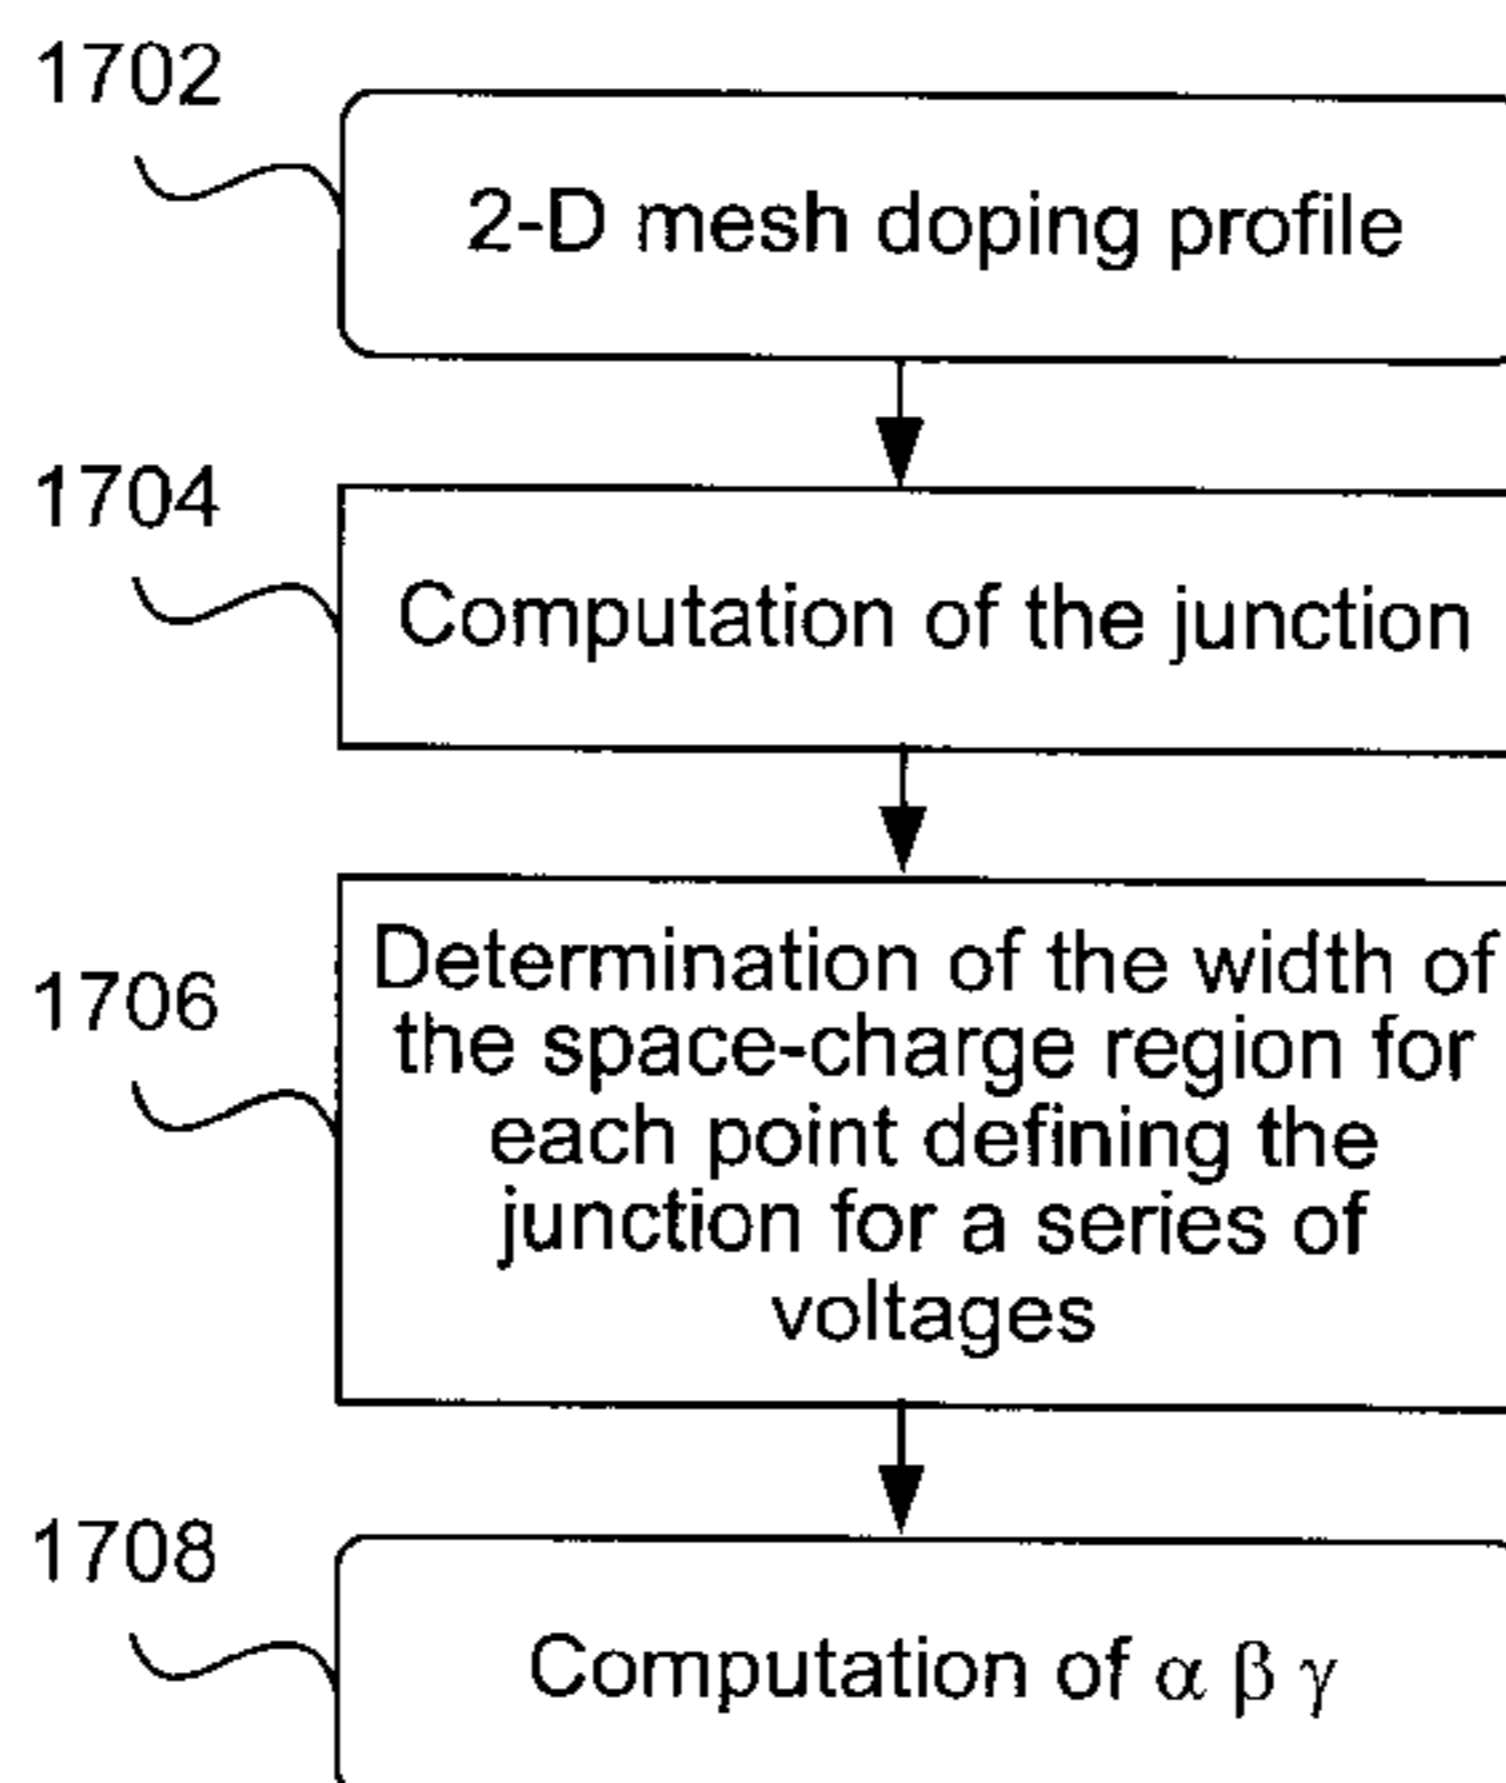 1702
2-D mesh doping profile
1704
Computation of the junction
1706
Determination of the width of
the space-charge region for
each point defining the
junction for a series of
voltages
1708
Computation of α β γ